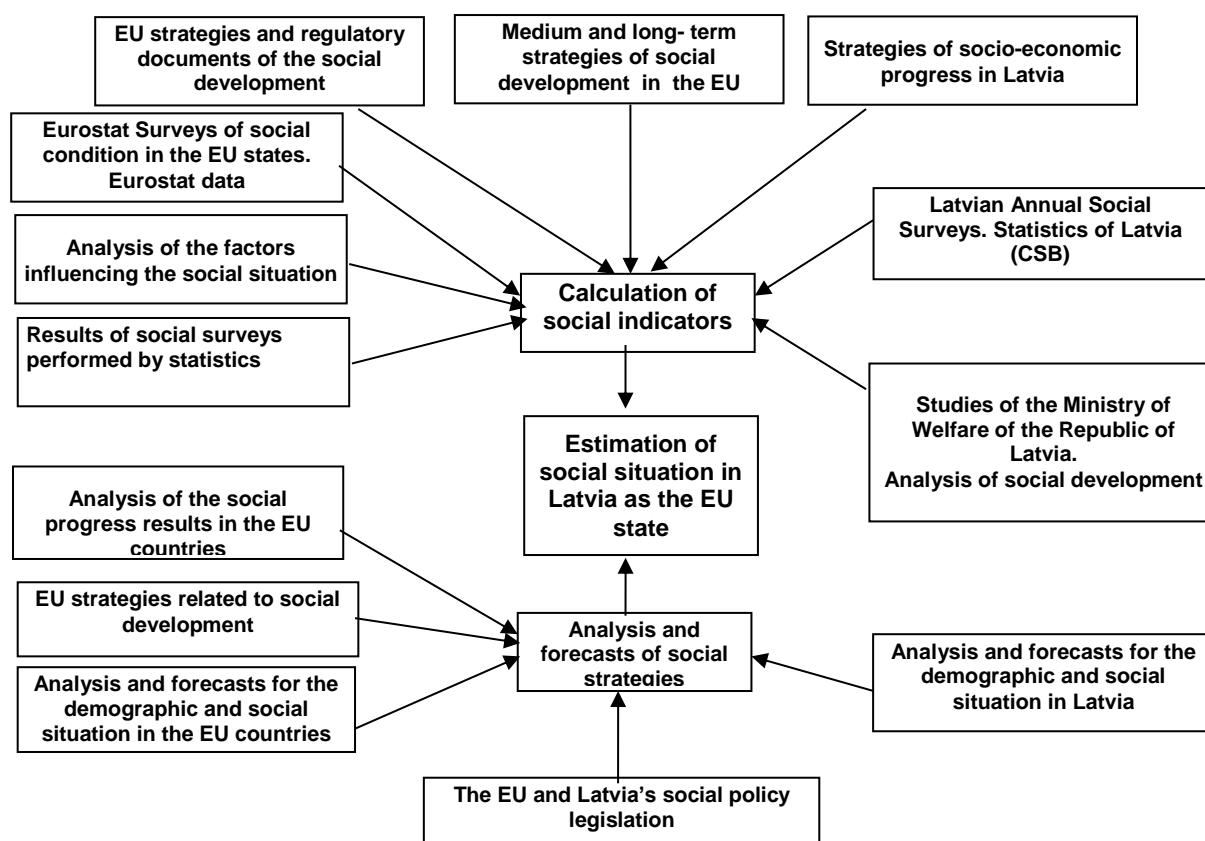 EU strategies and regulatory
documents of the social
development
Medium and long- term
strategies of social
development in the EU
Strategies of socio-economic
progress in Latvia
Eurostat Surveys of social
condition in the EU states.
Eurostat data
Latvian Annual Social
Surveys. Statistics of Latvia
(CSB)
Analysis of the factors
influencing the social situation
Calculation of
social indicators
Results of social surveys
performed by statistics
Studies of the Ministry of
Welfare of the Republic of
Latvia.
Analysis of social development
Estimation of
social situation in
Latvia as the EU
state
Analysis of the social
progress results in the EU
countries
EU strategies related to social
development
Analysis and
forecasts of social
strategies
Analysis and forecasts for the
demographic and social
situation in Latvia
Analysis and forecasts for the
demographic and social
situation in the EU countries
The EU and Latvia’s social policy
legislation